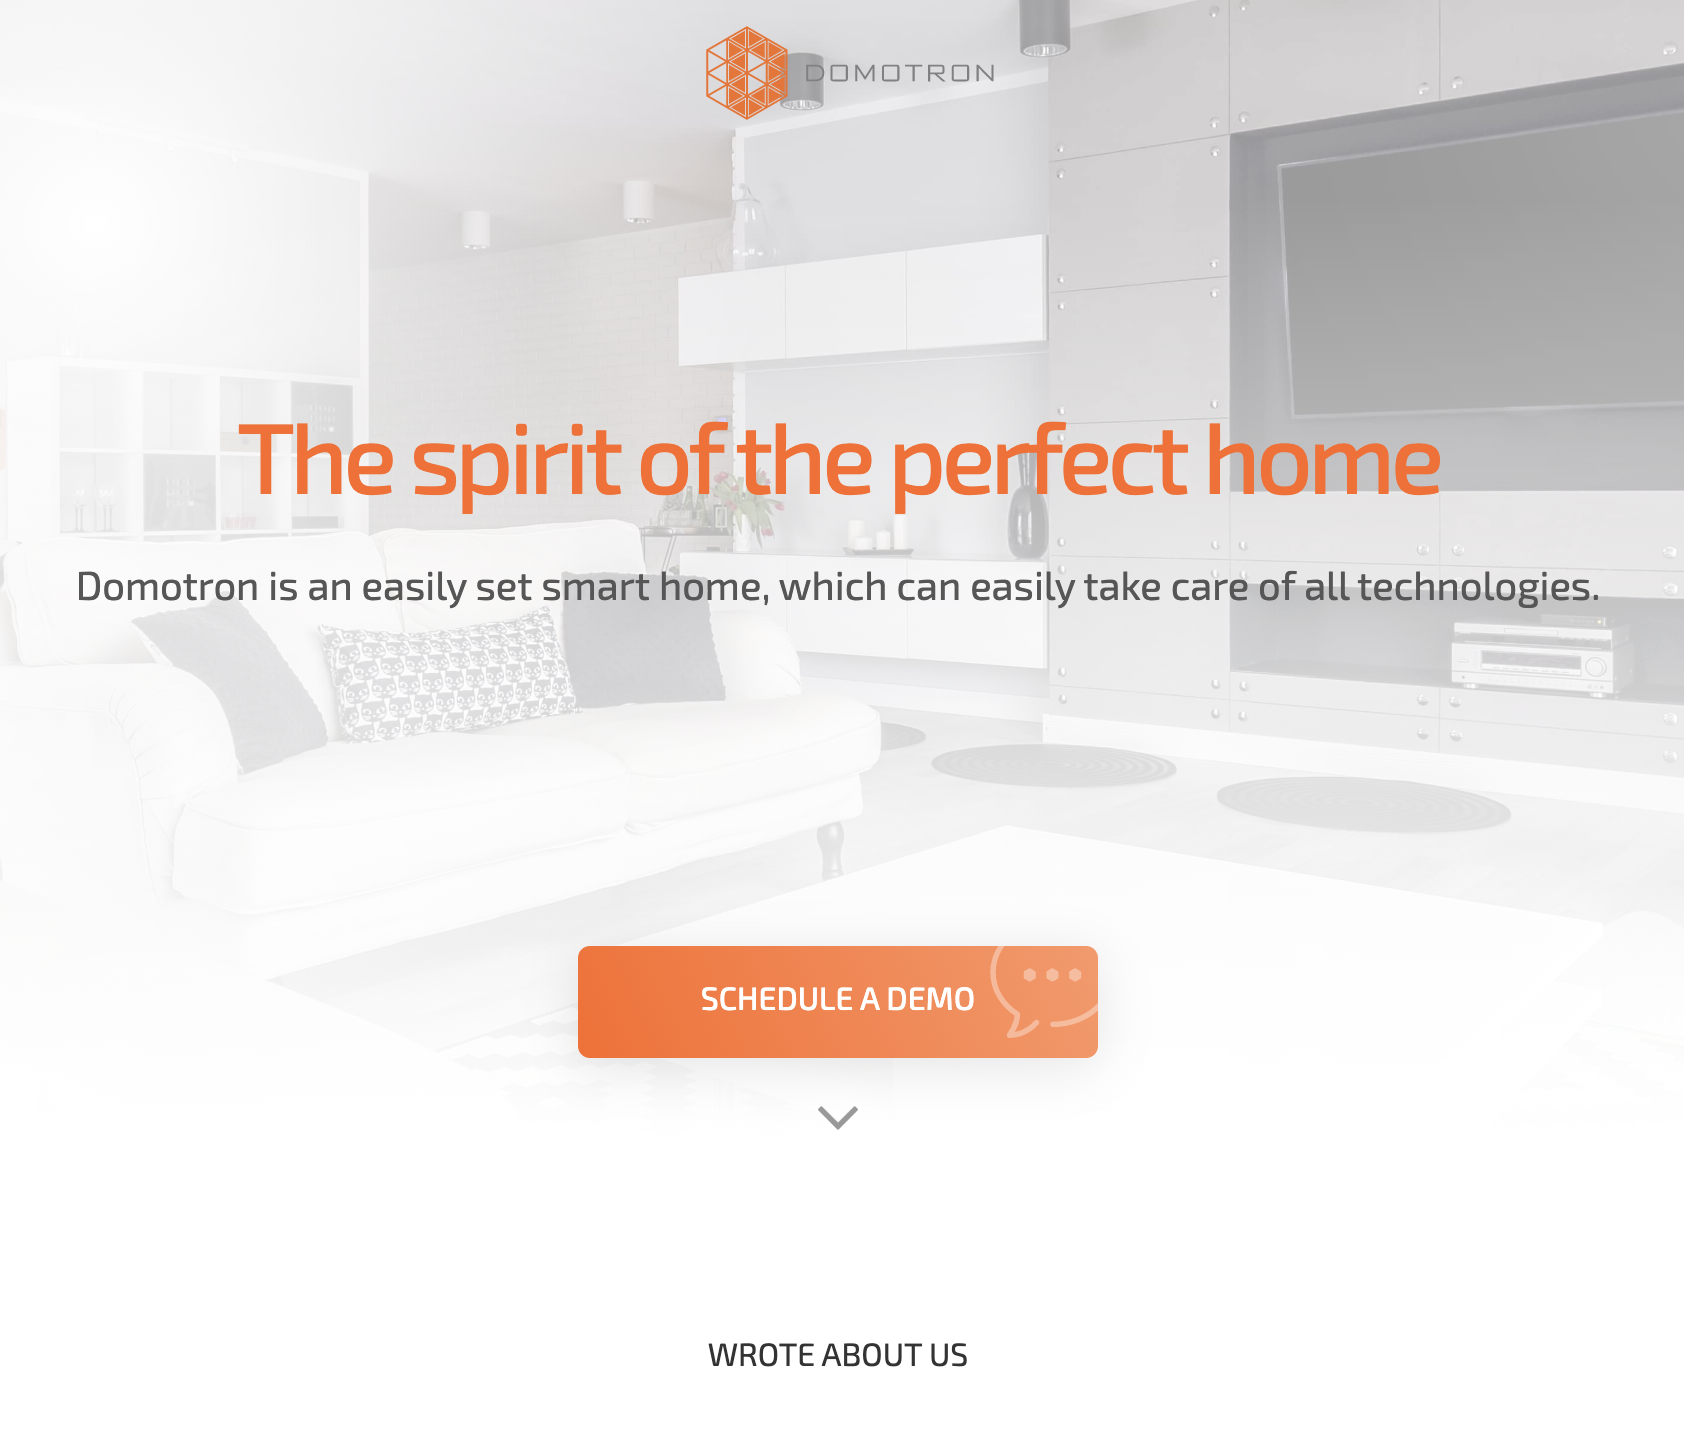 DOMOTRON
The spirit of the perfect home
Domotron is an easily set smart home, which can easily take care of all technologies.
SCHEDULE A DEMO
WROTE ABOUT US